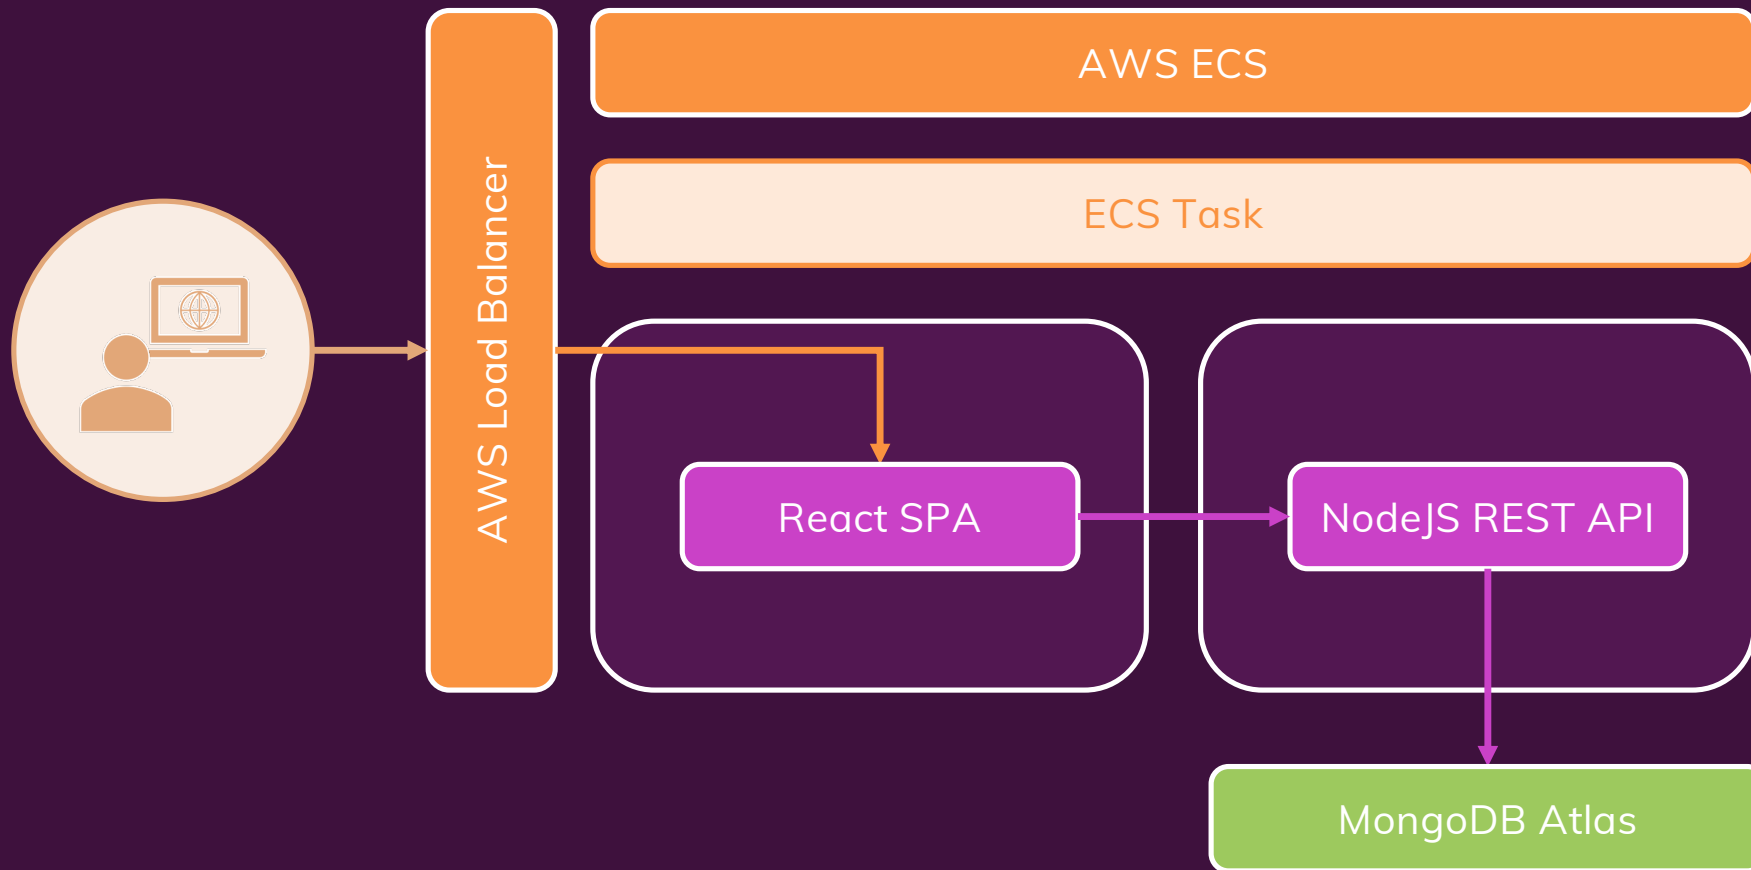 AWS ECS
ECS Task
AWS Load Balancer
React SPA
NodeJS REST API
MongoDB Atlas